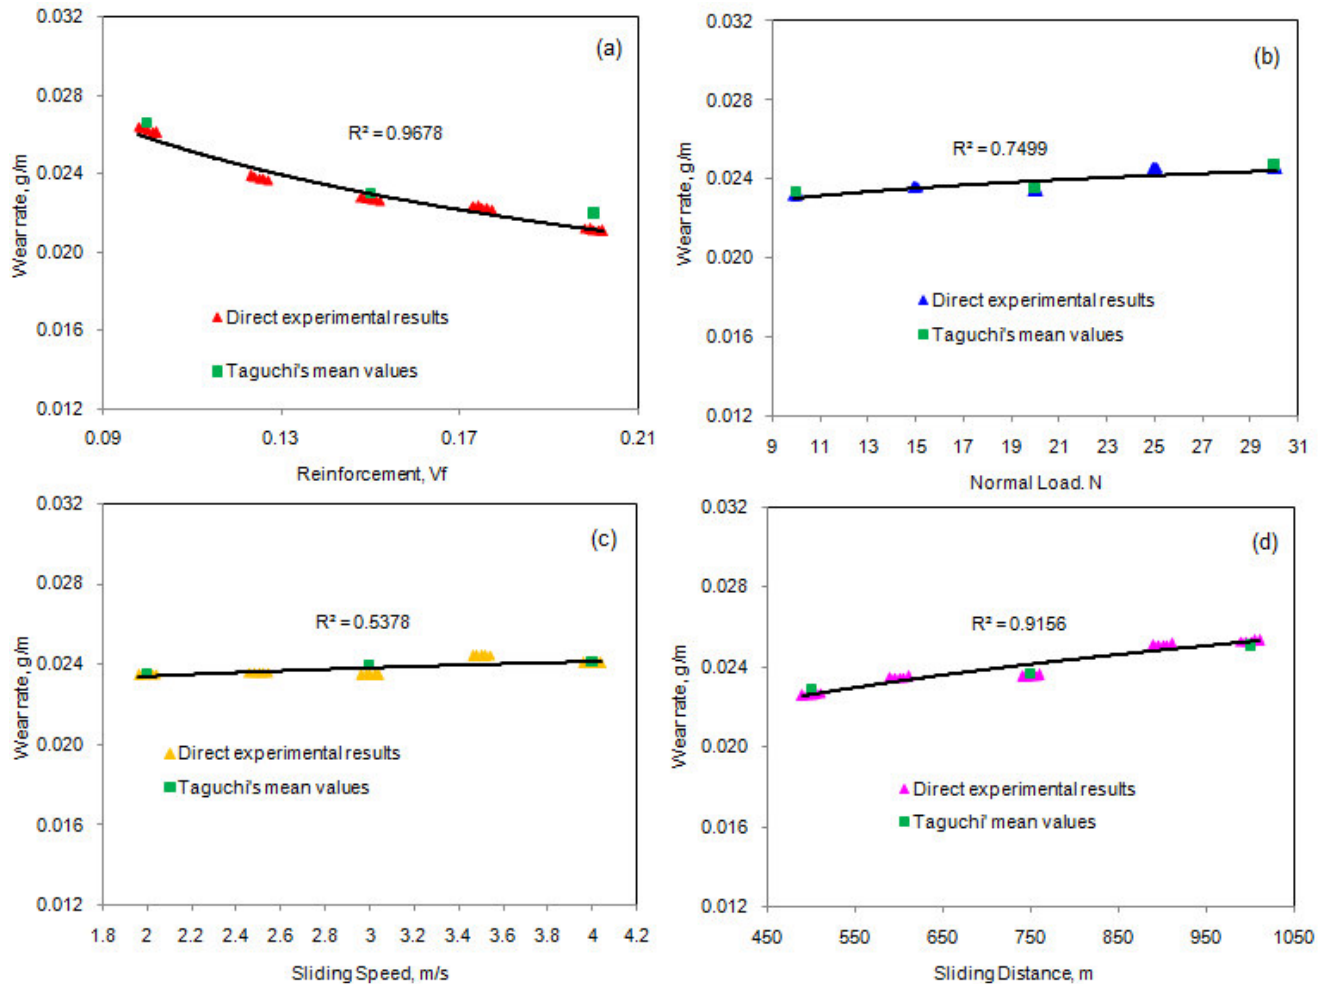 0.032
0.028
0.024
0.020
0.016
0.012
Wear rate, g/m
(a)
R² = 0.9678
Direct experimental results
Taguchi's mean values
0.09 0.13 0.17 0.21
Reinforcement, Vf
0.032
0.028
0.024
0.020
0.016
0.012
Wear rate, g/m
(b)
R² = 0.7499
Direct experimental results
Taguchi's mean values
9 11 13 15 17 19 21 23 25 27 29 31
Normal Load. N
0.032
0.028
0.024
0.020
0.016
0.012
Wear rate, g/m
(c)
R² = 0.5378
Direct experimental results
Taguchi's mean values
1.8 2 2.2 2.4 2.6 2.8 3 3.2 3.4 3.6 3.8 4 4.2
Sliding Speed, m/s
0.032
0.028
0.024
0.020
0.016
0.012
Wear rate, g/m
(d)
R² = 0.9156
Direct experimental results
Taguchi' mean values
450 550 650 750 850 950 1050
Sliding Distance, m